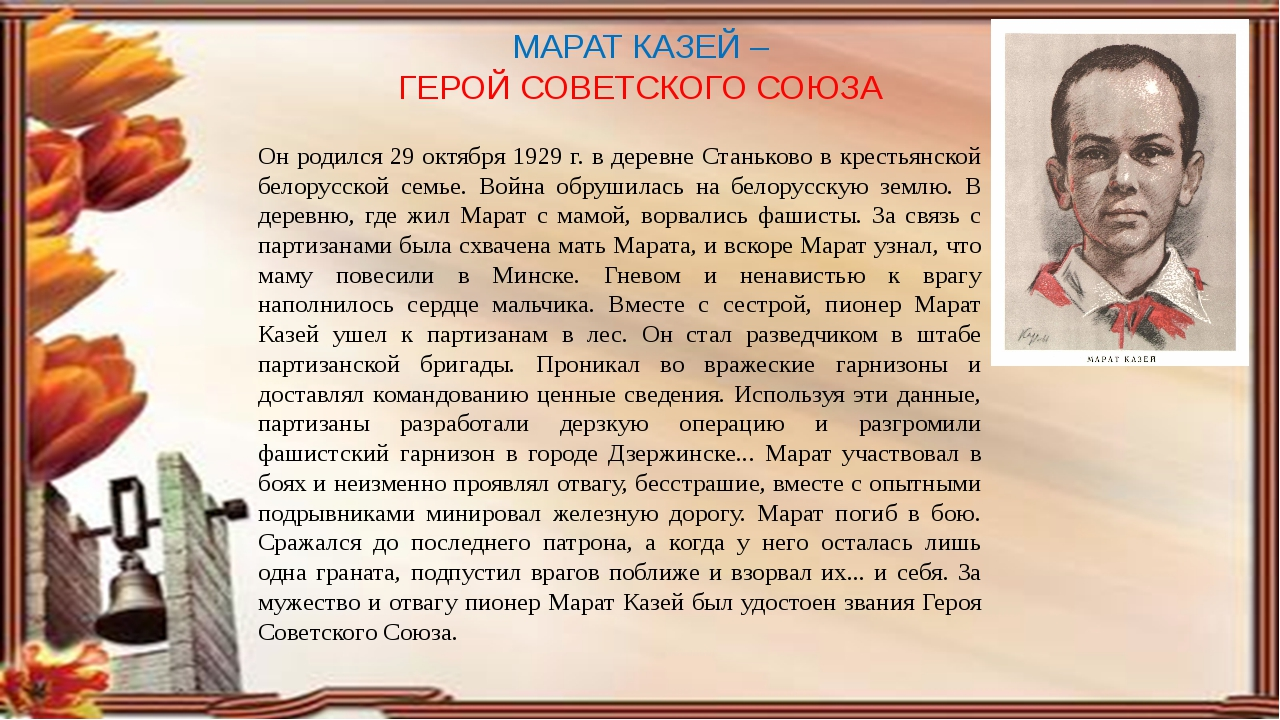 МАРАТ КАЗЕЙ –
ГЕРОЙ СОВЕТСКОГО СОЮЗА
Он родился 29 октября 1929 г. в деревне Станьково в крестьянской
белорусской семье. Война обрушилась на белорусскую землю. В
деревню, где жил Марат с мамой, ворвались фашисты. За связь с
партизанами была схвачена мать Марата, и вскоре Марат узнал, что
маму повесили в Минске. Гневом и ненавистью к врагу
наполнилось сердце мальчика. Вместе с сестрой, пионер Марат
Казей ушел к партизанам в лес. Он стал разведчиком в штабе
партизанской бригады. Проникал во вражеские гарнизоны и
доставлял командованию ценные сведения. Используя эти данные,
партизаны разработали дерзкую операцию и разгромили
фашистский гарнизон в городе Дзержинске... Марат участвовал в
боях и неизменно проявлял отвагу, бесстрашие, вместе с опытными
подрывниками минировал железную дорогу. Марат погиб в бою.
Сражался до последнего патрона, а когда у него осталась лишь
одна граната, подпустил врагов поближе и взорвал их... и себя. За
мужество и отвагу пионер Марат Казей был удостоен звания Героя
Советского Союза.
МАРАТ КАЗЕЙ